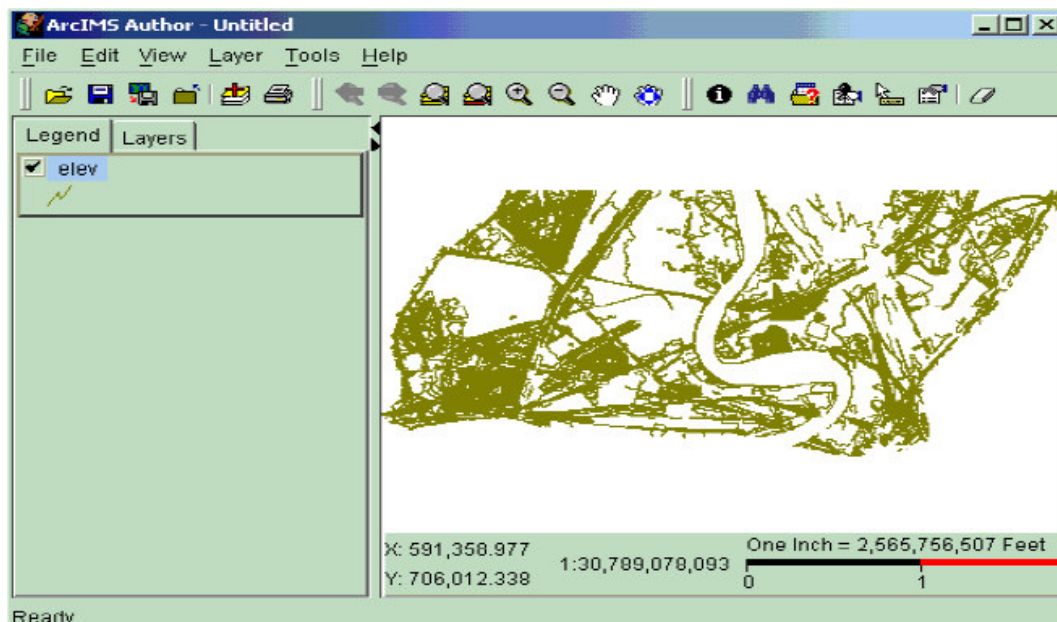 ArcIMS Author - Untitled
File Edit View Layer Tools Help
Legend Layers
elev
X: 591,358.977
Y: 706,012.338
1:30,789,078,093
One Inch = 2,565,756,507 Feet
0 1
Ready